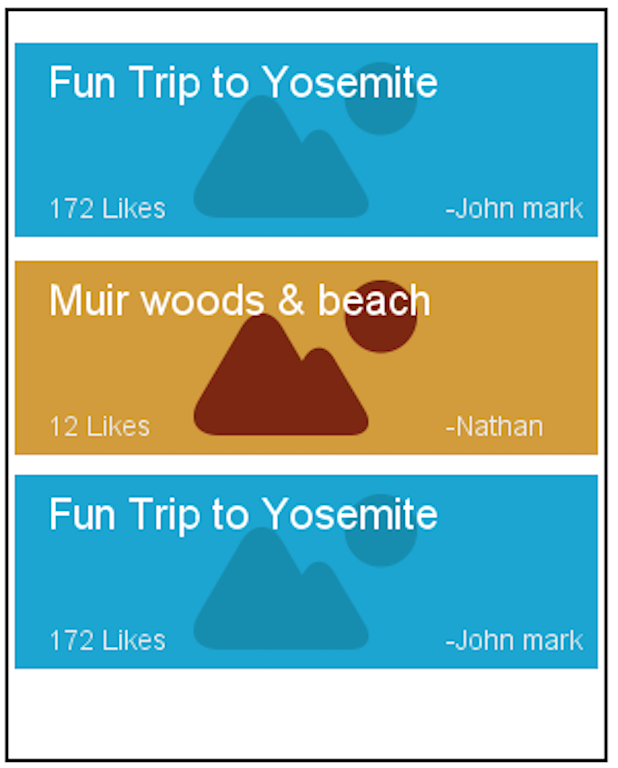 Fun Trip to Yosemite
172 Likes -John mark
Muir woods & beach
12 Likes -Nathan
Fun Trip to Yosemite
172 Likes -John mark